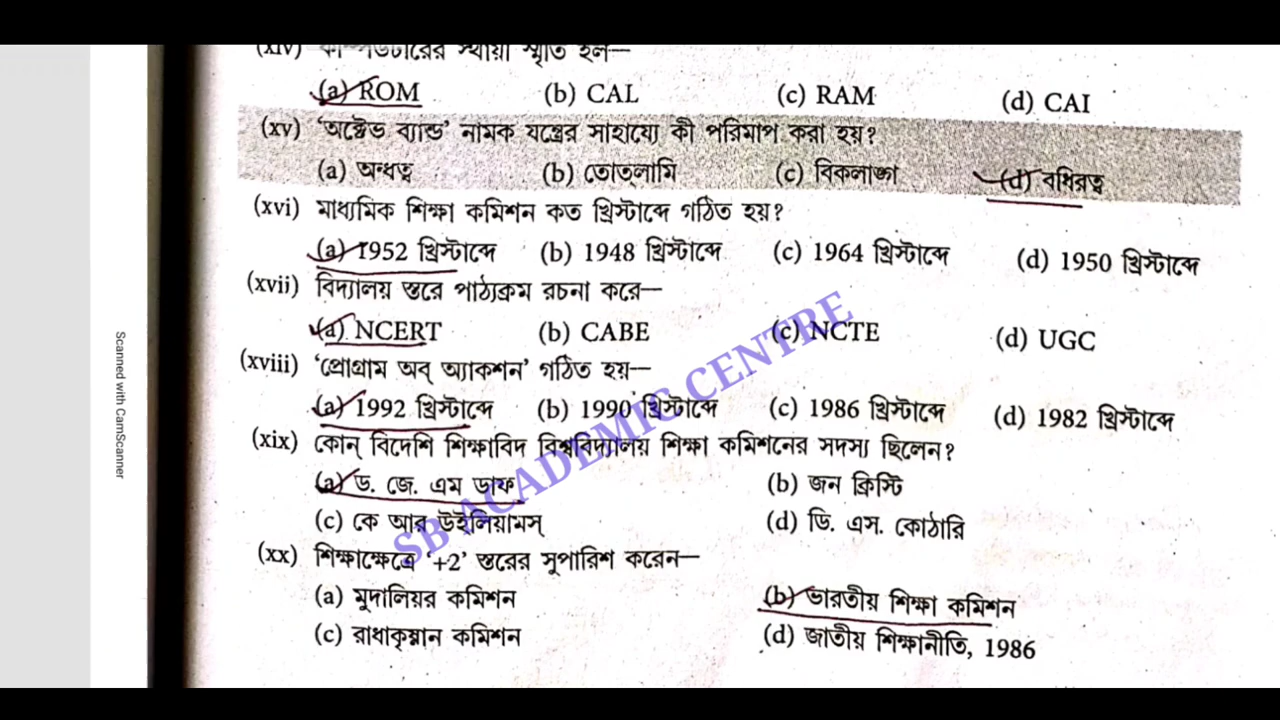 (xiv) কম্পিউটারের স্থায়ী স্মৃতি হল—
(a) ROM (b) CAL (c) RAM (d) CAI
(xv) ‘অক্টেভ ব্যান্ড’ নামক যন্ত্রের সাহায্যে কী পরিমাপ করা হয়?
(a) অন্ধত্ব (b) তোত্লামি (c) বিকলাঙ্গ (d) বধিরত্ব
(xvi) মাধ্যমিক শিক্ষা কমিশন কত খ্রিস্টাব্দে গঠিত হয়?
(a) 1952 খ্রিস্টাব্দে (b) 1948 খ্রিস্টাব্দে (c) 1964 খ্রিস্টাব্দে (d) 1950 খ্রিস্টাব্দে
(xvii) বিদ্যালয় স্তরে পাঠ্যক্রম রচনা করে—
(a) NCERT (b) CABE (c) NCTE (d) UGC
(xviii) ‘প্রোগ্রাম অব্ অ্যাকশন’ গঠিত হয়—
(a) 1992 খ্রিস্টাব্দে (b) 1990 খ্রিস্টাব্দে (c) 1986 খ্রিস্টাব্দে (d) 1982 খ্রিস্টাব্দে
(xix) কোন্ বিদেশি শিক্ষাবিদ বিশ্ববিদ্যালয় শিক্ষা কমিশনের সদস্য ছিলেন?
(a) ড. জে. এম ডাফ (b) জন ক্রিস্টি
(c) কে আর উইলিয়ামস্ (d) ডি. এস. কোঠারি
(xx) শিক্ষাক্ষেত্রে ‘+2’ স্তরের সুপারিশ করেন—
(a) মুদালিয়র কমিশন (b) ভারতীয় শিক্ষা কমিশন
(c) রাধাকৃষ্ণান কমিশন (d) জাতীয় শিক্ষানীতি, 1986
SB ACADEMIC CENTRE
Scanned with CamScanner